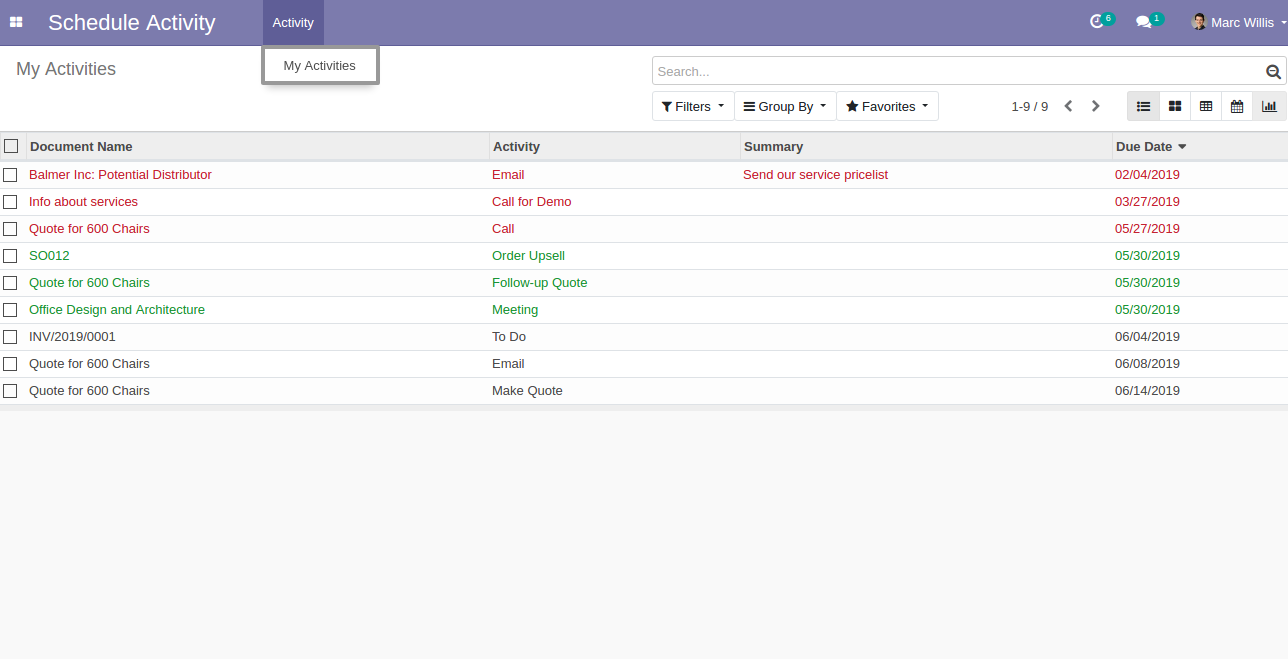 Schedule Activity Activity 6 1 Marc Willis
My Activities
My Activities
Search...
Filters Group By Favorites 1-9 / 9
Document Name Activity Summary Due Date
Balmer Inc: Potential Distributor Email Send our service pricelist 02/04/2019
Info about services Call for Demo 03/27/2019
Quote for 600 Chairs Call 05/27/2019
SO012 Order Upsell 05/30/2019
Quote for 600 Chairs Follow-up Quote 05/30/2019
Office Design and Architecture Meeting 05/30/2019
INV/2019/0001 To Do 06/04/2019
Quote for 600 Chairs Email 06/08/2019
Quote for 600 Chairs Make Quote 06/14/2019